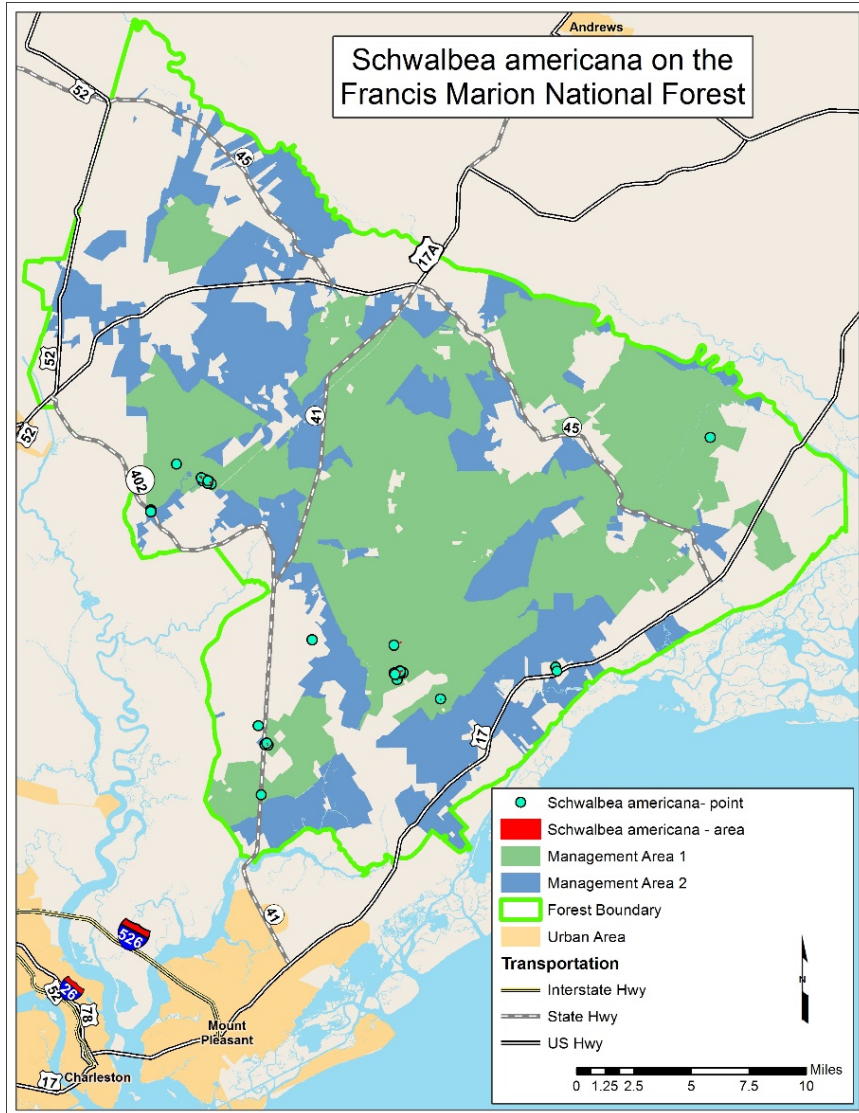 Andrews
Schwalbea americana on the
Francis Marion National Forest
52
45
17A
52
52
41
45
402
17
41
526
26
52
78
17
Mount
Pleasant
Charleston
Schwalbea americana- point
Schwalbea americana - area
Management Area 1
Management Area 2
Forest Boundary
Urban Area
Transportation
Interstate Hwy
State Hwy
US Hwy
N
Miles
0 1.25 2.5 5 7.5 10